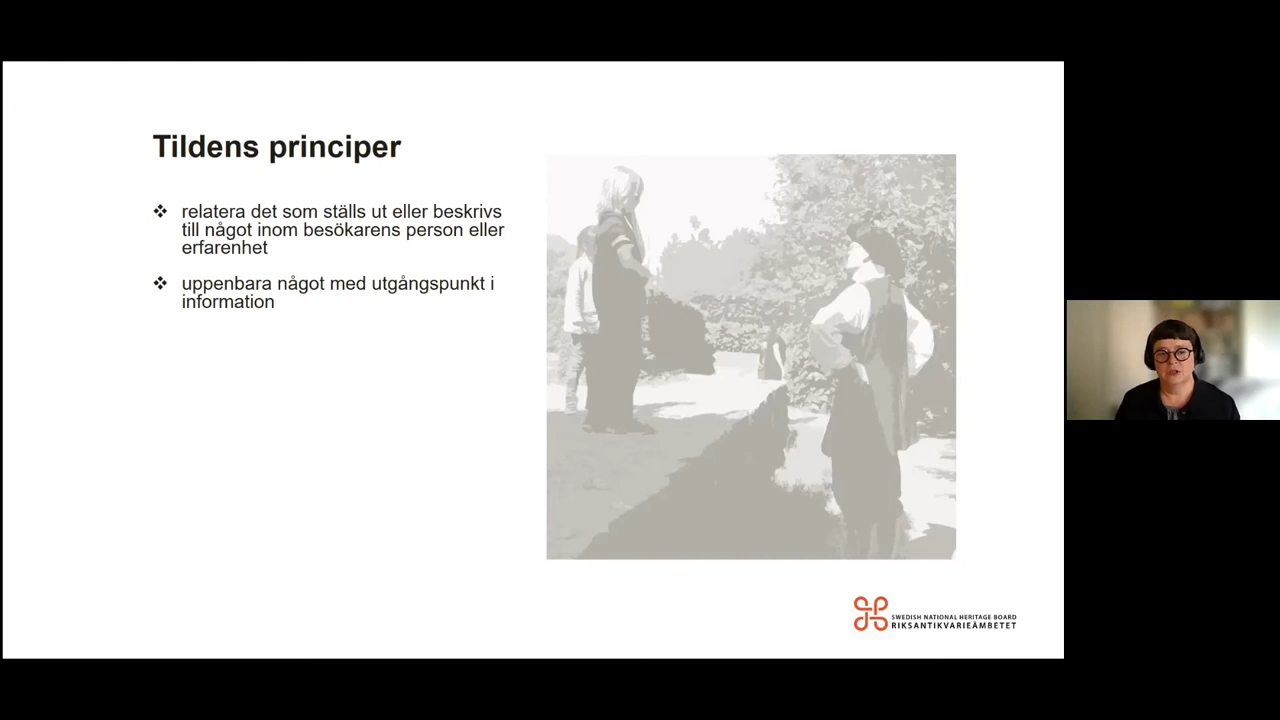 Tildens principer
❖ relatera det som ställs ut eller beskrivs
till något inom besökarens person eller
erfarenhet
❖ uppenbara något med utgångspunkt i
information
SWEDISH NATIONAL HERITAGE BOARD
RIKSANTIKVARIEÄMBETET